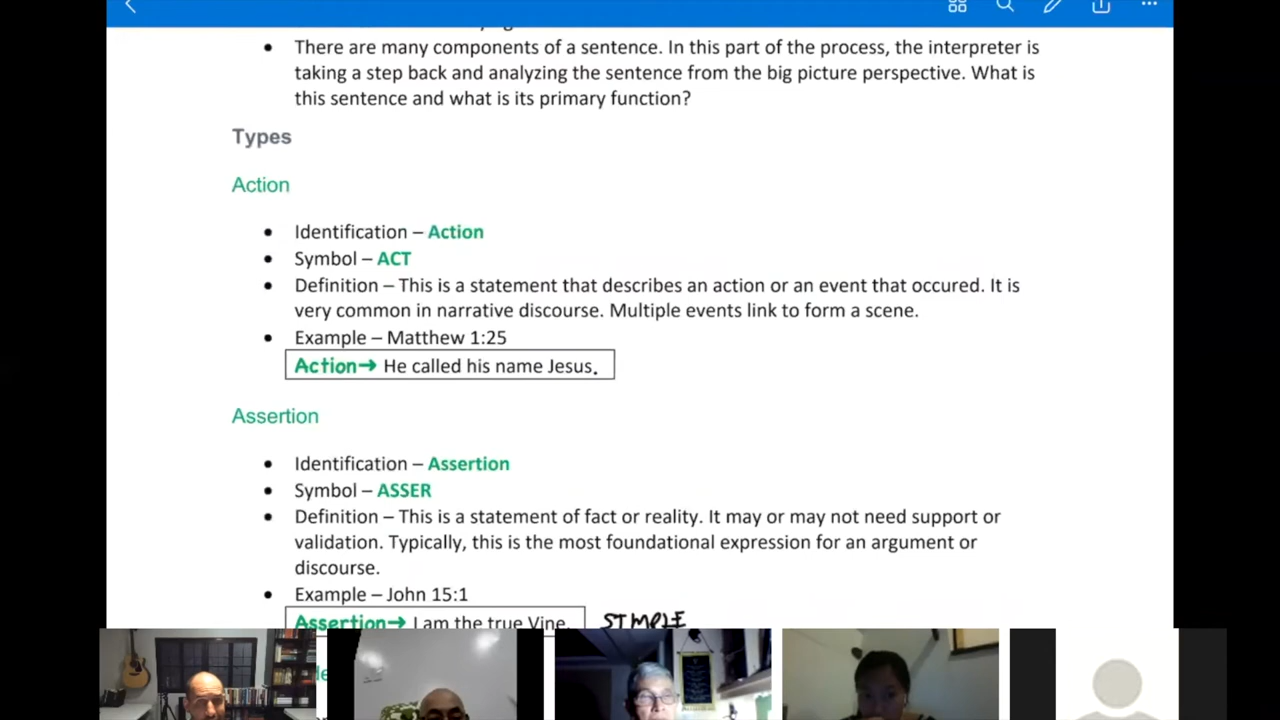 There are many components of a sentence. In this part of the process, the interpreter is
taking a step back and analyzing the sentence from the big picture perspective. What is
this sentence and what is its primary function?
Types
Action
Identification – Action
Symbol – ACT
Definition – This is a statement that describes an action or an event that occured. It is
very common in narrative discourse. Multiple events link to form a scene.
Example – Matthew 1:25
Action→ He called his name Jesus.
Assertion
Identification – Assertion
Symbol – ASSER
Definition – This is a statement of fact or reality. It may or may not need support or
validation. Typically, this is the most foundational expression for an argument or
discourse.
Example – John 15:1
Assertion→ I am the true Vine. SIMPLE